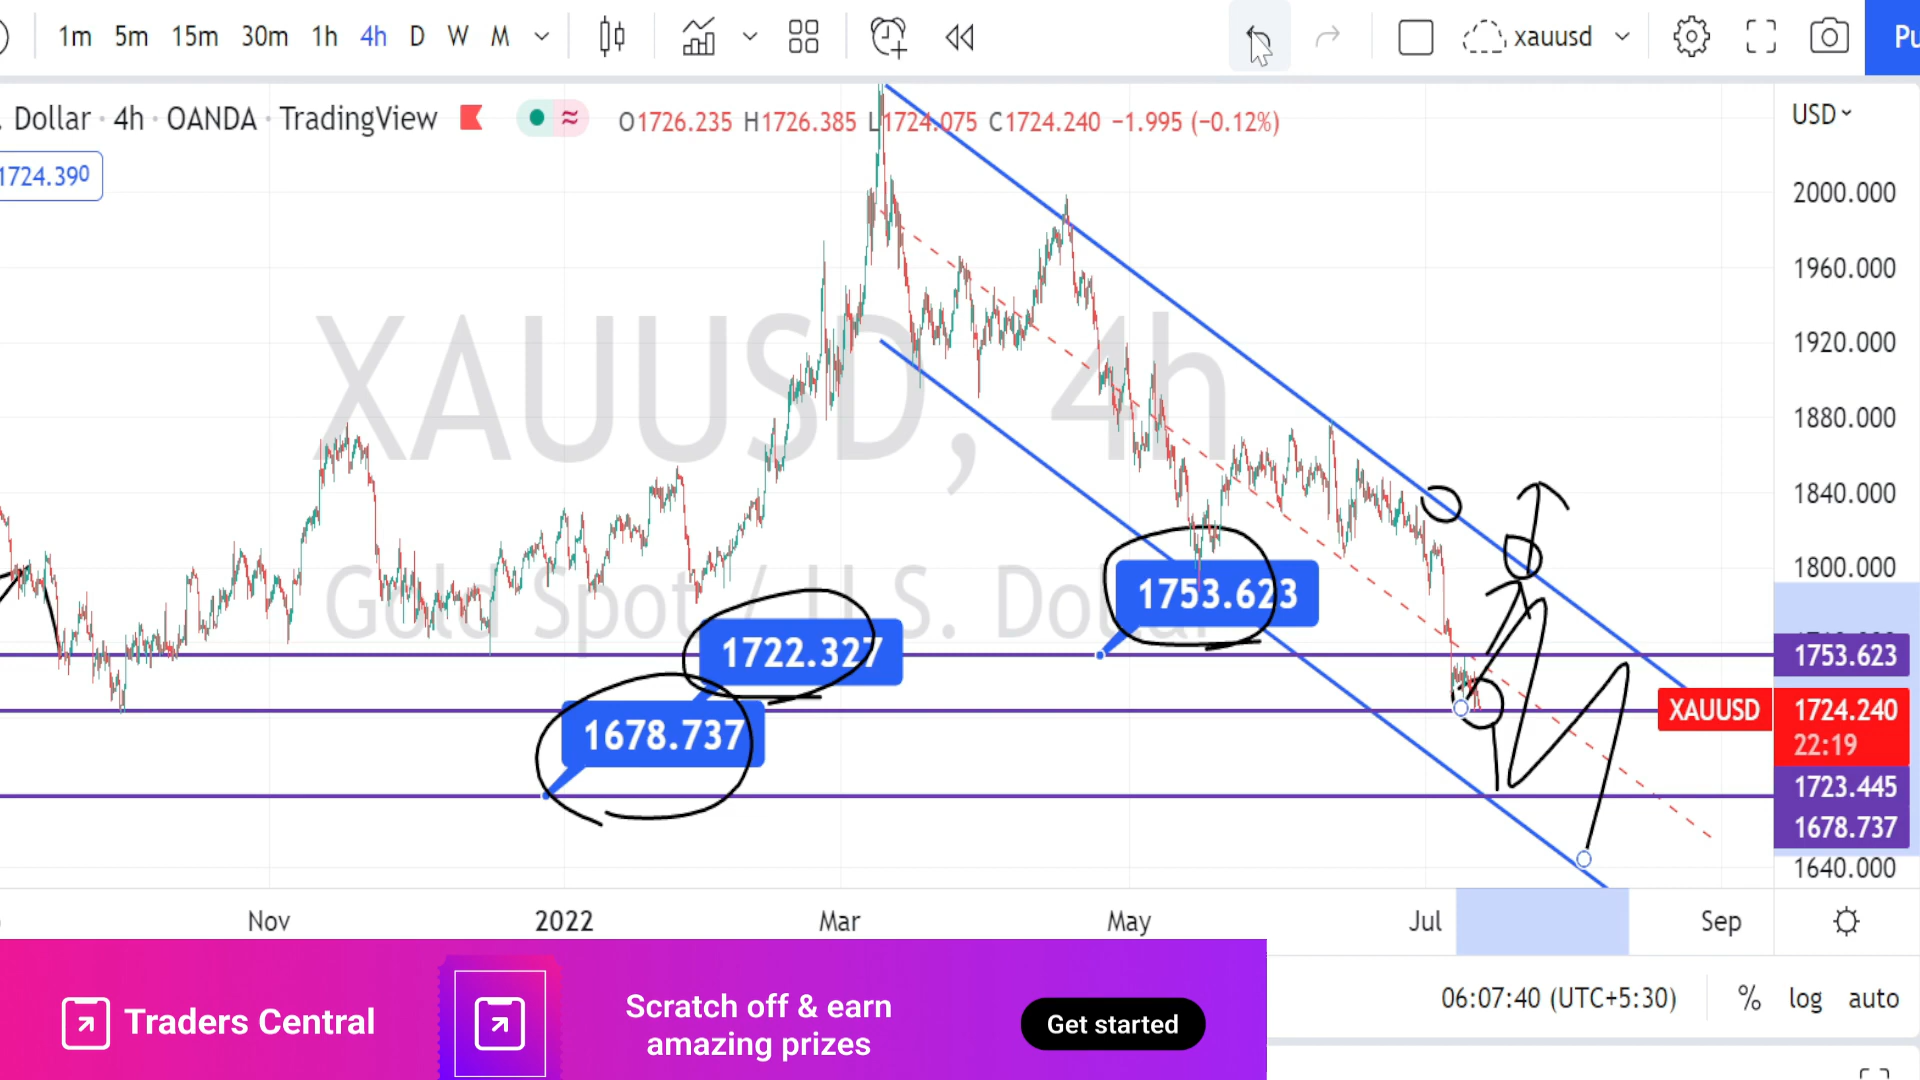 1m 5m 15m 30m 1h 4h D W M xauusd Pu
. Dollar · 4h · OANDA · TradingView ≈ O1726.235 H1726.385 L1724.075 C1724.240 −1.995 (−0.12%) USD
1724.390
2000.000
1960.000
XAUUSD, 4h
1920.000
1880.000
1840.000
1800.000
Gold Spot / U.S. Dollar
1753.623
1722.327
1753.623
1678.737
XAUUSD 1724.240
22:19
1723.445
1678.737
1640.000
Nov 2022 Mar May Jul Sep
06:07:40 (UTC+5:30) % log auto
Traders Central
Scratch off & earn
amazing prizes
Get started